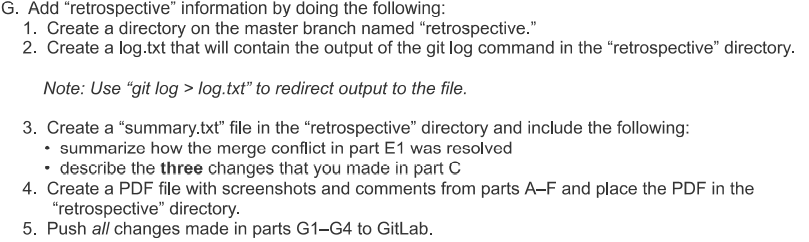 G. Add “retrospective” information by doing the following:
1. Create a directory on the master branch named “retrospective.”
2. Create a log.txt that will contain the output of the git log command in the “retrospective” directory.
Note: Use “git log > log.txt” to redirect output to the file.
3. Create a “summary.txt” file in the “retrospective” directory and include the following:
• summarize how the merge conflict in part E1 was resolved
• describe the three changes that you made in part C
4. Create a PDF file with screenshots and comments from parts A–F and place the PDF in the
“retrospective” directory.
5. Push all changes made in parts G1–G4 to GitLab.